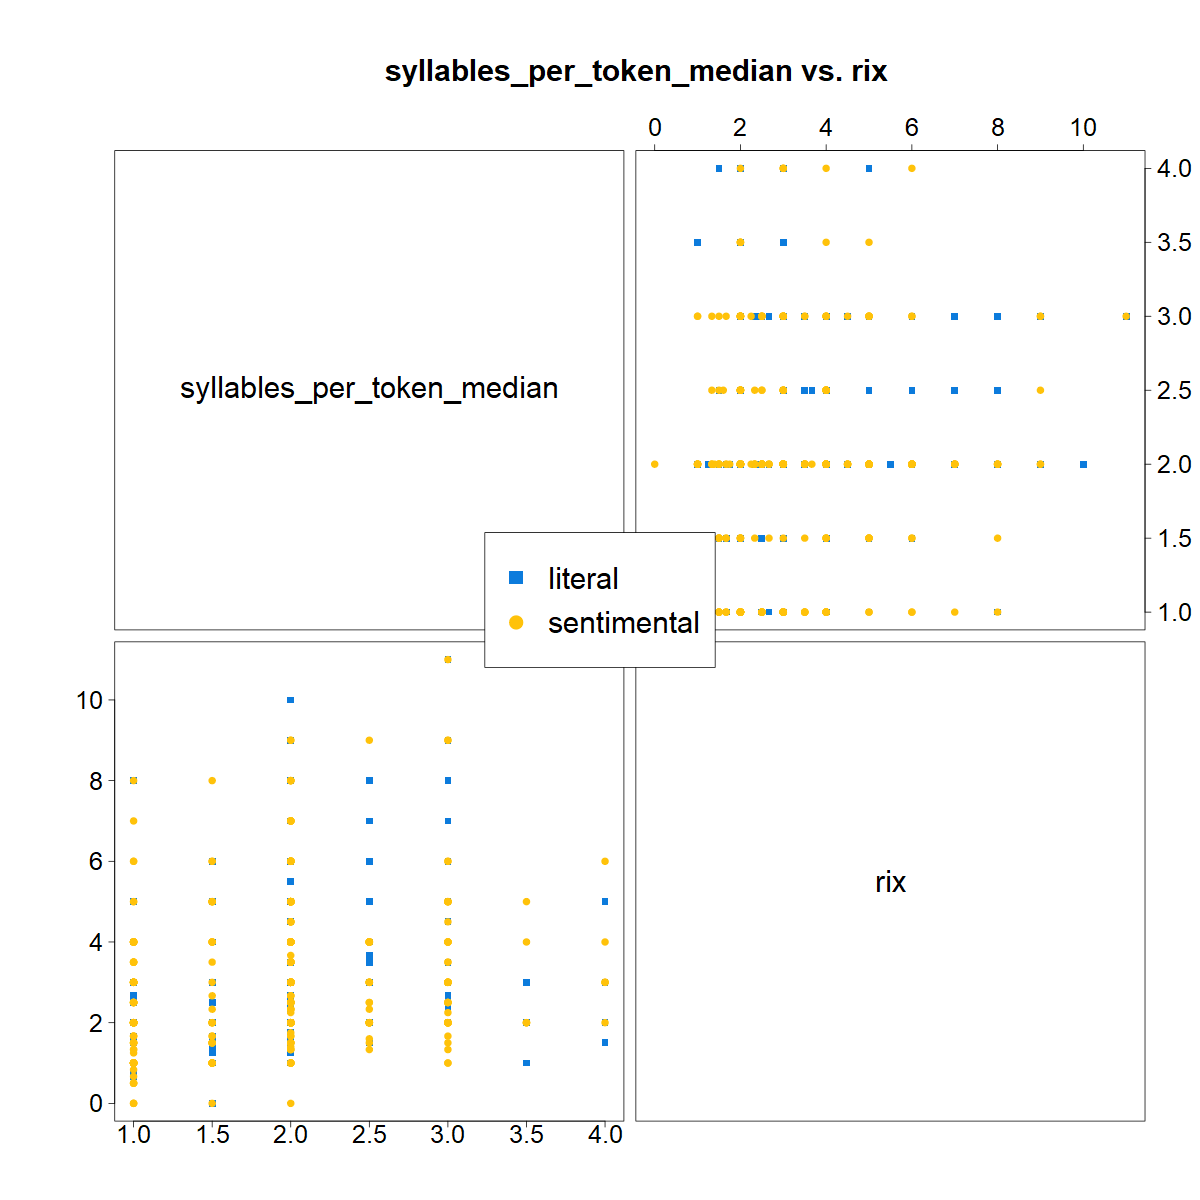 syllables_per_token_median vs. rix
0 2 4 6 8 10
syllables_per_token_median
4.0
3.5
3.0
2.5
2.0
1.5
1.0
literal
sentimental
10
8
6
4
2
0
rix
1.0 1.5 2.0 2.5 3.0 3.5 4.0